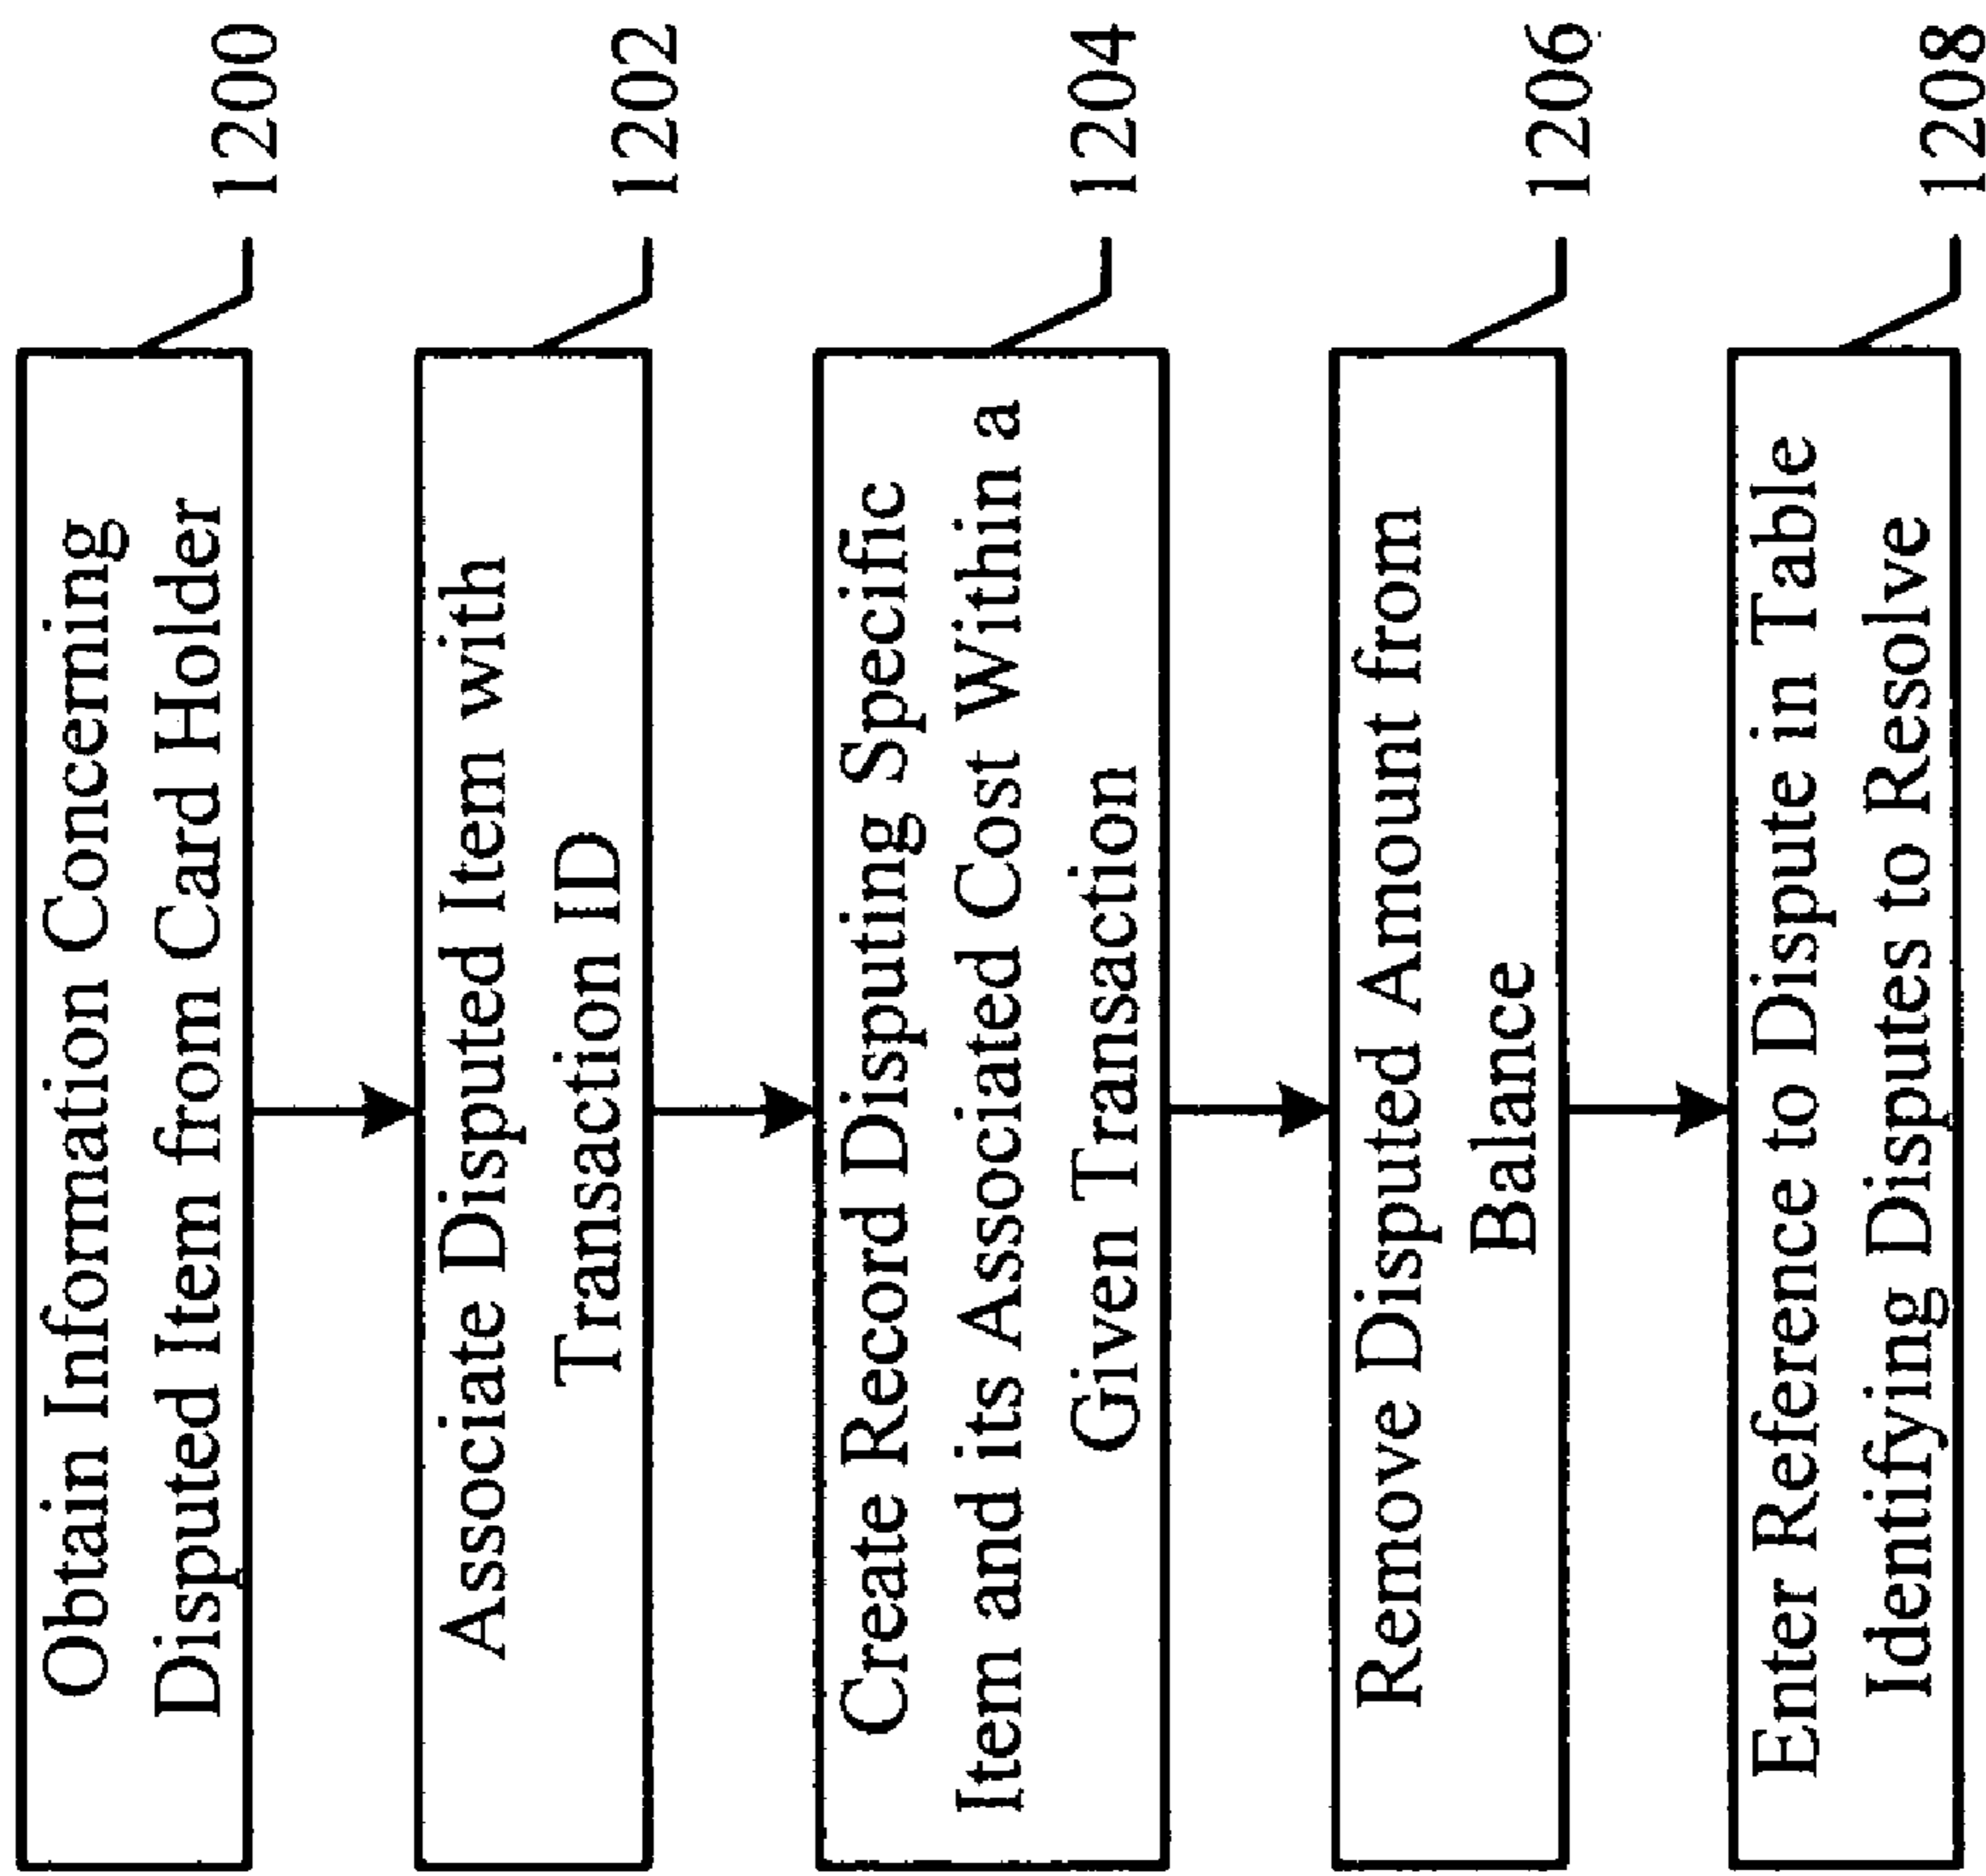 Obtain Information Concerning
Disputed Item from Card Holder
1200
Associate Disputed Item with
Transaction ID
1202
Create Record Disputing Specific
Item and its Associated Cost Within a
Given Transaction
1204
Remove Disputed Amount from
Balance
1206
Enter Reference to Dispute in Table
Identifying Disputes to Resolve
1208